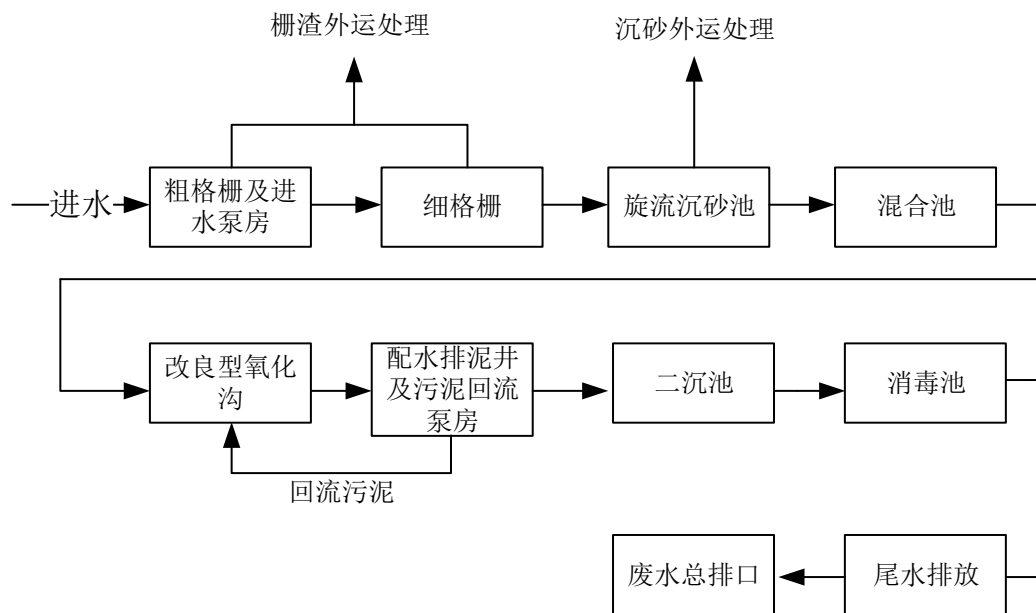 栅渣外运处理
沉砂外运处理
进水
粗格栅及进
水泵房
细格栅
旋流沉砂池
混合池
改良型氧化
沟
配水排泥井
及污泥回流
泵房
二沉池
消毒池
回流污泥
废水总排口
尾水排放